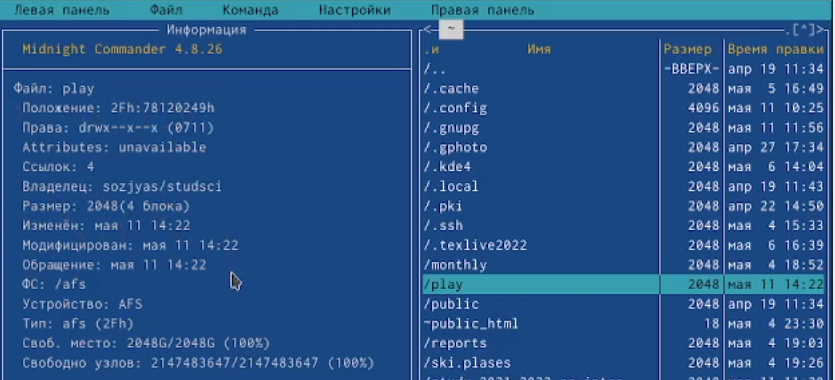 Левая панель Файл Команда Настройки Правая панель
Информация
Midnight Commander 4.8.26
Файл: play
Положение: 2Fh:78120249h
Права: drwx--x--x (0711)
Attributes: unavailable
Ссылок: 4
Владелец: sozjyas/studsci
Размер: 2048(4 блока)
Изменён: мая 11 14:22
Модифицирован: мая 11 14:22
Обращение: мая 11 14:22
ФС: /afs
Устройство: AFS
Тип: afs (2Fh)
Своб. место: 2048G/2048G (100%)
Свободно узлов: 2147483647/2147483647 (100%)
<- ~ .[^]>
.и Имя Размер Время правки
/.. -ВВЕРХ- апр 19 11:34
/.cache 2048 мая 5 16:49
/.config 4096 мая 11 10:25
/.gnupg 2048 мая 11 11:56
/.gphoto 2048 апр 27 17:34
/.kde4 2048 мая 6 14:04
/.local 2048 апр 19 11:43
/.pki 2048 апр 22 14:50
/.ssh 2048 мая 4 15:33
/.texlive2022 2048 мая 6 16:39
/monthly 2048 мая 4 18:52
/play 2048 мая 11 14:22
/public 2048 апр 19 11:34
~public_html 18 мая 4 23:30
/reports 2048 мая 4 19:03
/ski.plases 2048 мая 4 19:26